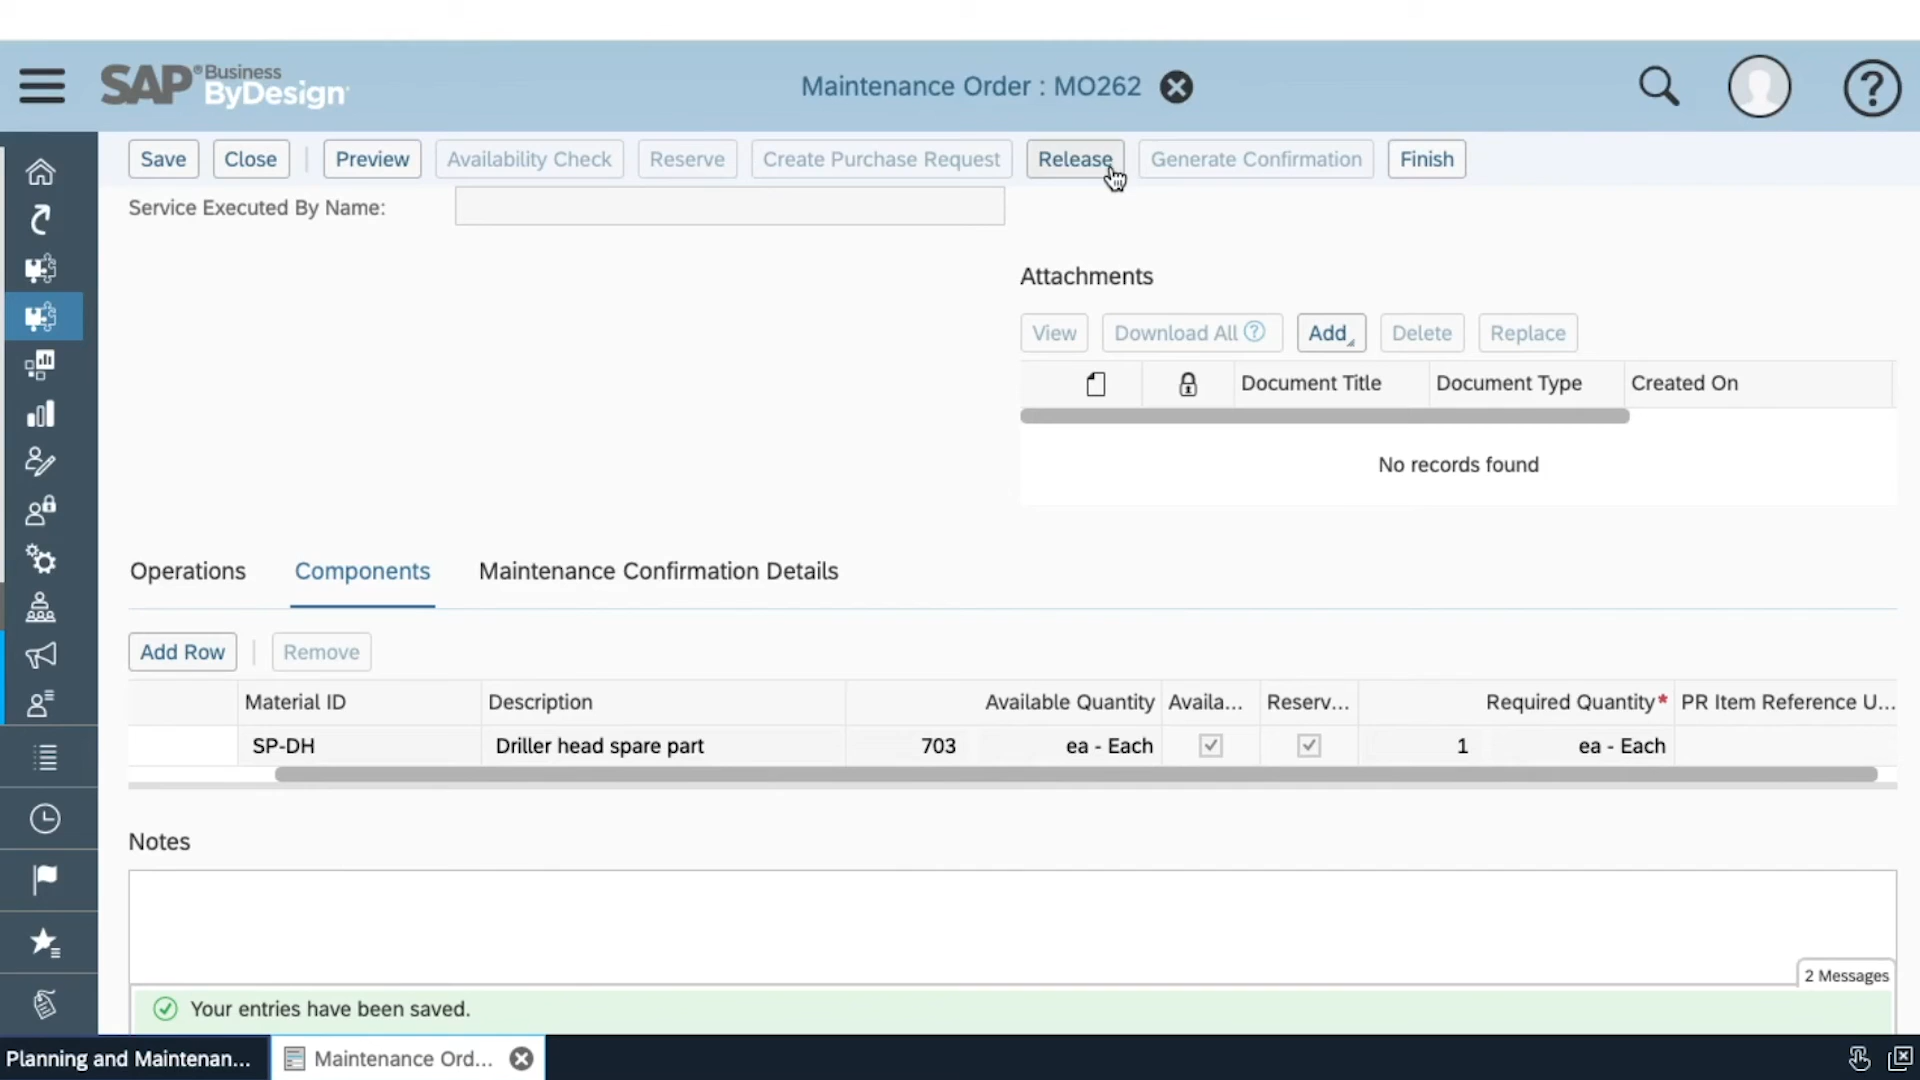 SAP® Business ByDesign
Maintenance Order : MO262
Save Close Preview Availability Check Reserve Create Purchase Request Release Generate Confirmation Finish
Service Executed By Name:
Attachments
View Download All Add Delete Replace
Document Title Document Type Created On
No records found
Operations Components Maintenance Confirmation Details
Add Row Remove
Material ID Description Available Quantity Availa... Reserv... Required Quantity* PR Item Reference U...
SP-DH Driller head spare part 703 ea - Each 1 ea - Each
Notes
2 Messages
Your entries have been saved.
Planning and Maintenan... Maintenance Ord...